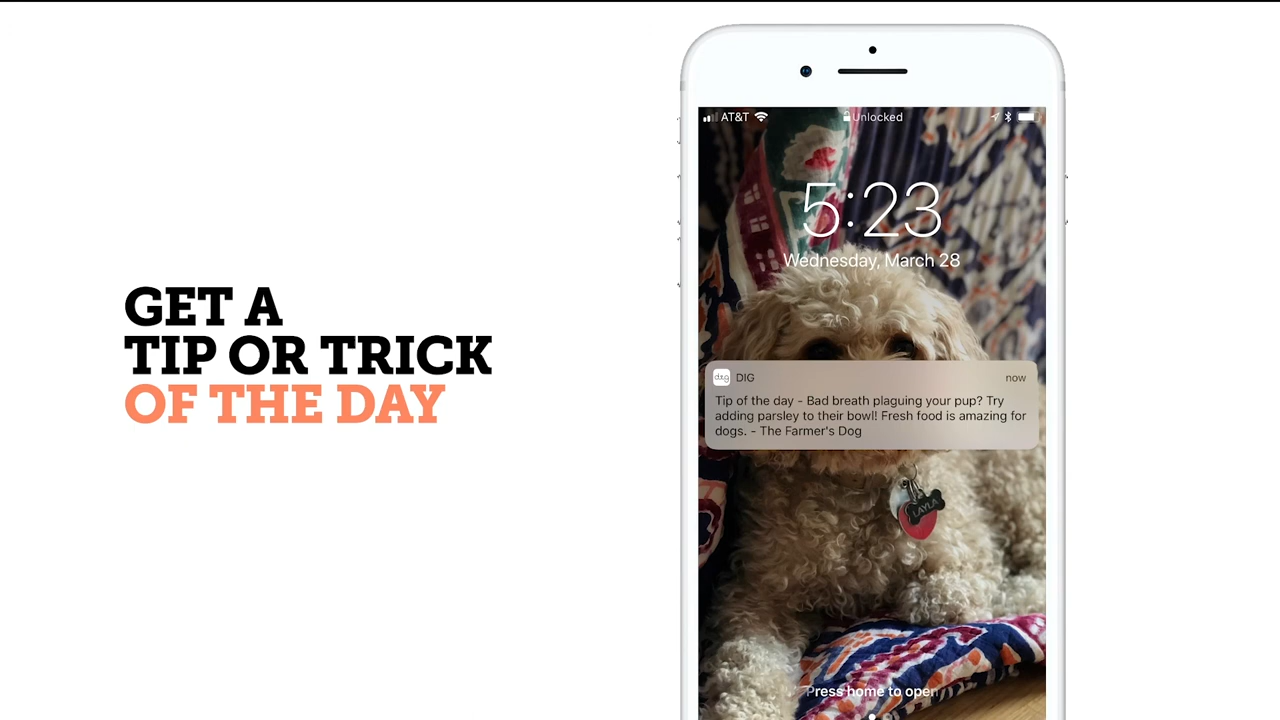 GET A
TIP OR TRICK
OF THE DAY
AT&T
Unlocked
5:23
Wednesday, March 28
dig
DIG
now
Tip of the day - Bad breath plaguing your pup? Try
adding parsley to their bowl! Fresh food is amazing for
dogs. - The Farmer's Dog
LAYLA
Press home to open